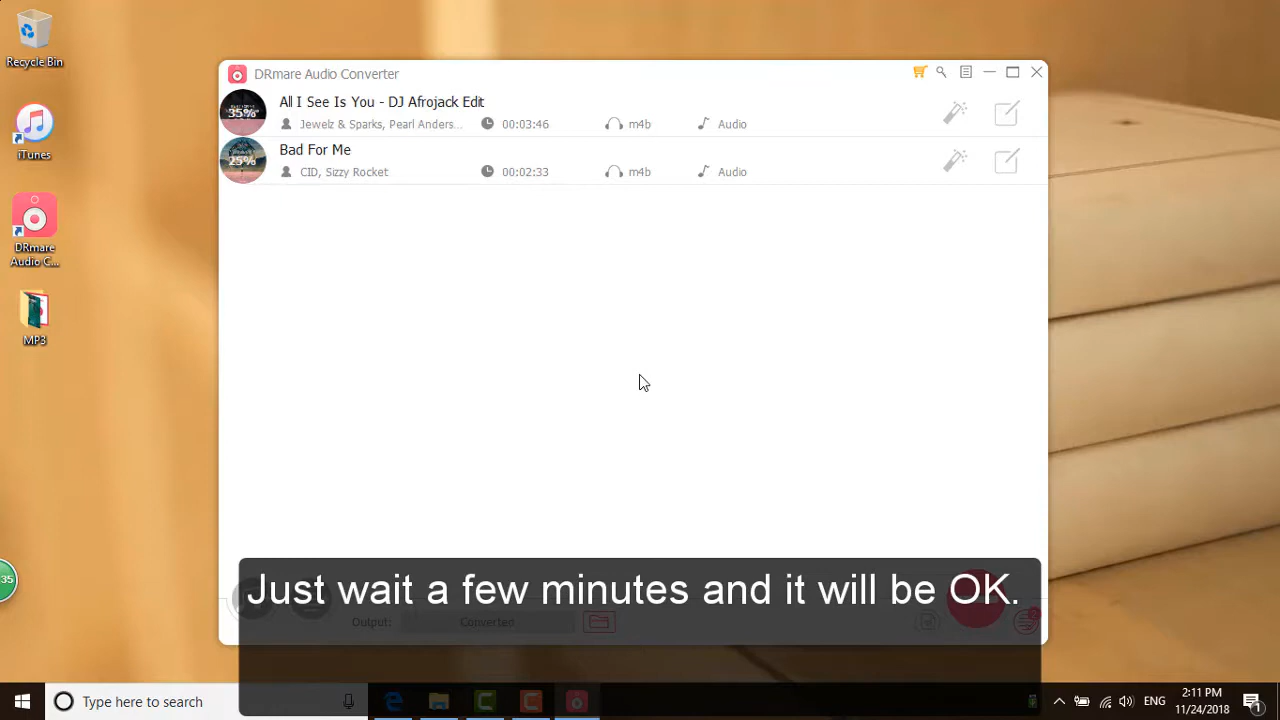 Recycle Bin
iTunes
DRmare
Audio C...
MP3
35
DRmare Audio Converter
35%
All I See Is You - DJ Afrojack Edit
Jewelz & Sparks, Pearl Anders...
00:03:46
m4b
Audio
25%
Bad For Me
CID, Sizzy Rocket
00:02:33
m4b
Audio
Just wait a few minutes and it will be OK.
Output:
Converted
2
Type here to search
ENG
2:11 PM
11/24/2018
1